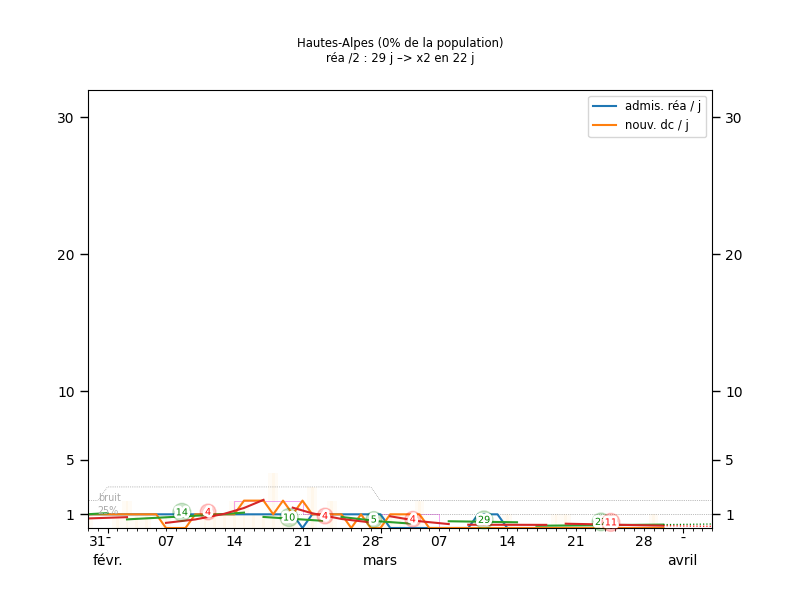 Hautes-Alpes (0% de la population)
réa /2 : 29 j –> x2 en 22 j
admis. réa / j
nouv. dc / j
30 30
20 20
10 10
5 5
bruit
25%
1 14 4 10 4 5 4 29 11 1
31 07 14 21 28 07 14 21 28
févr. mars avril